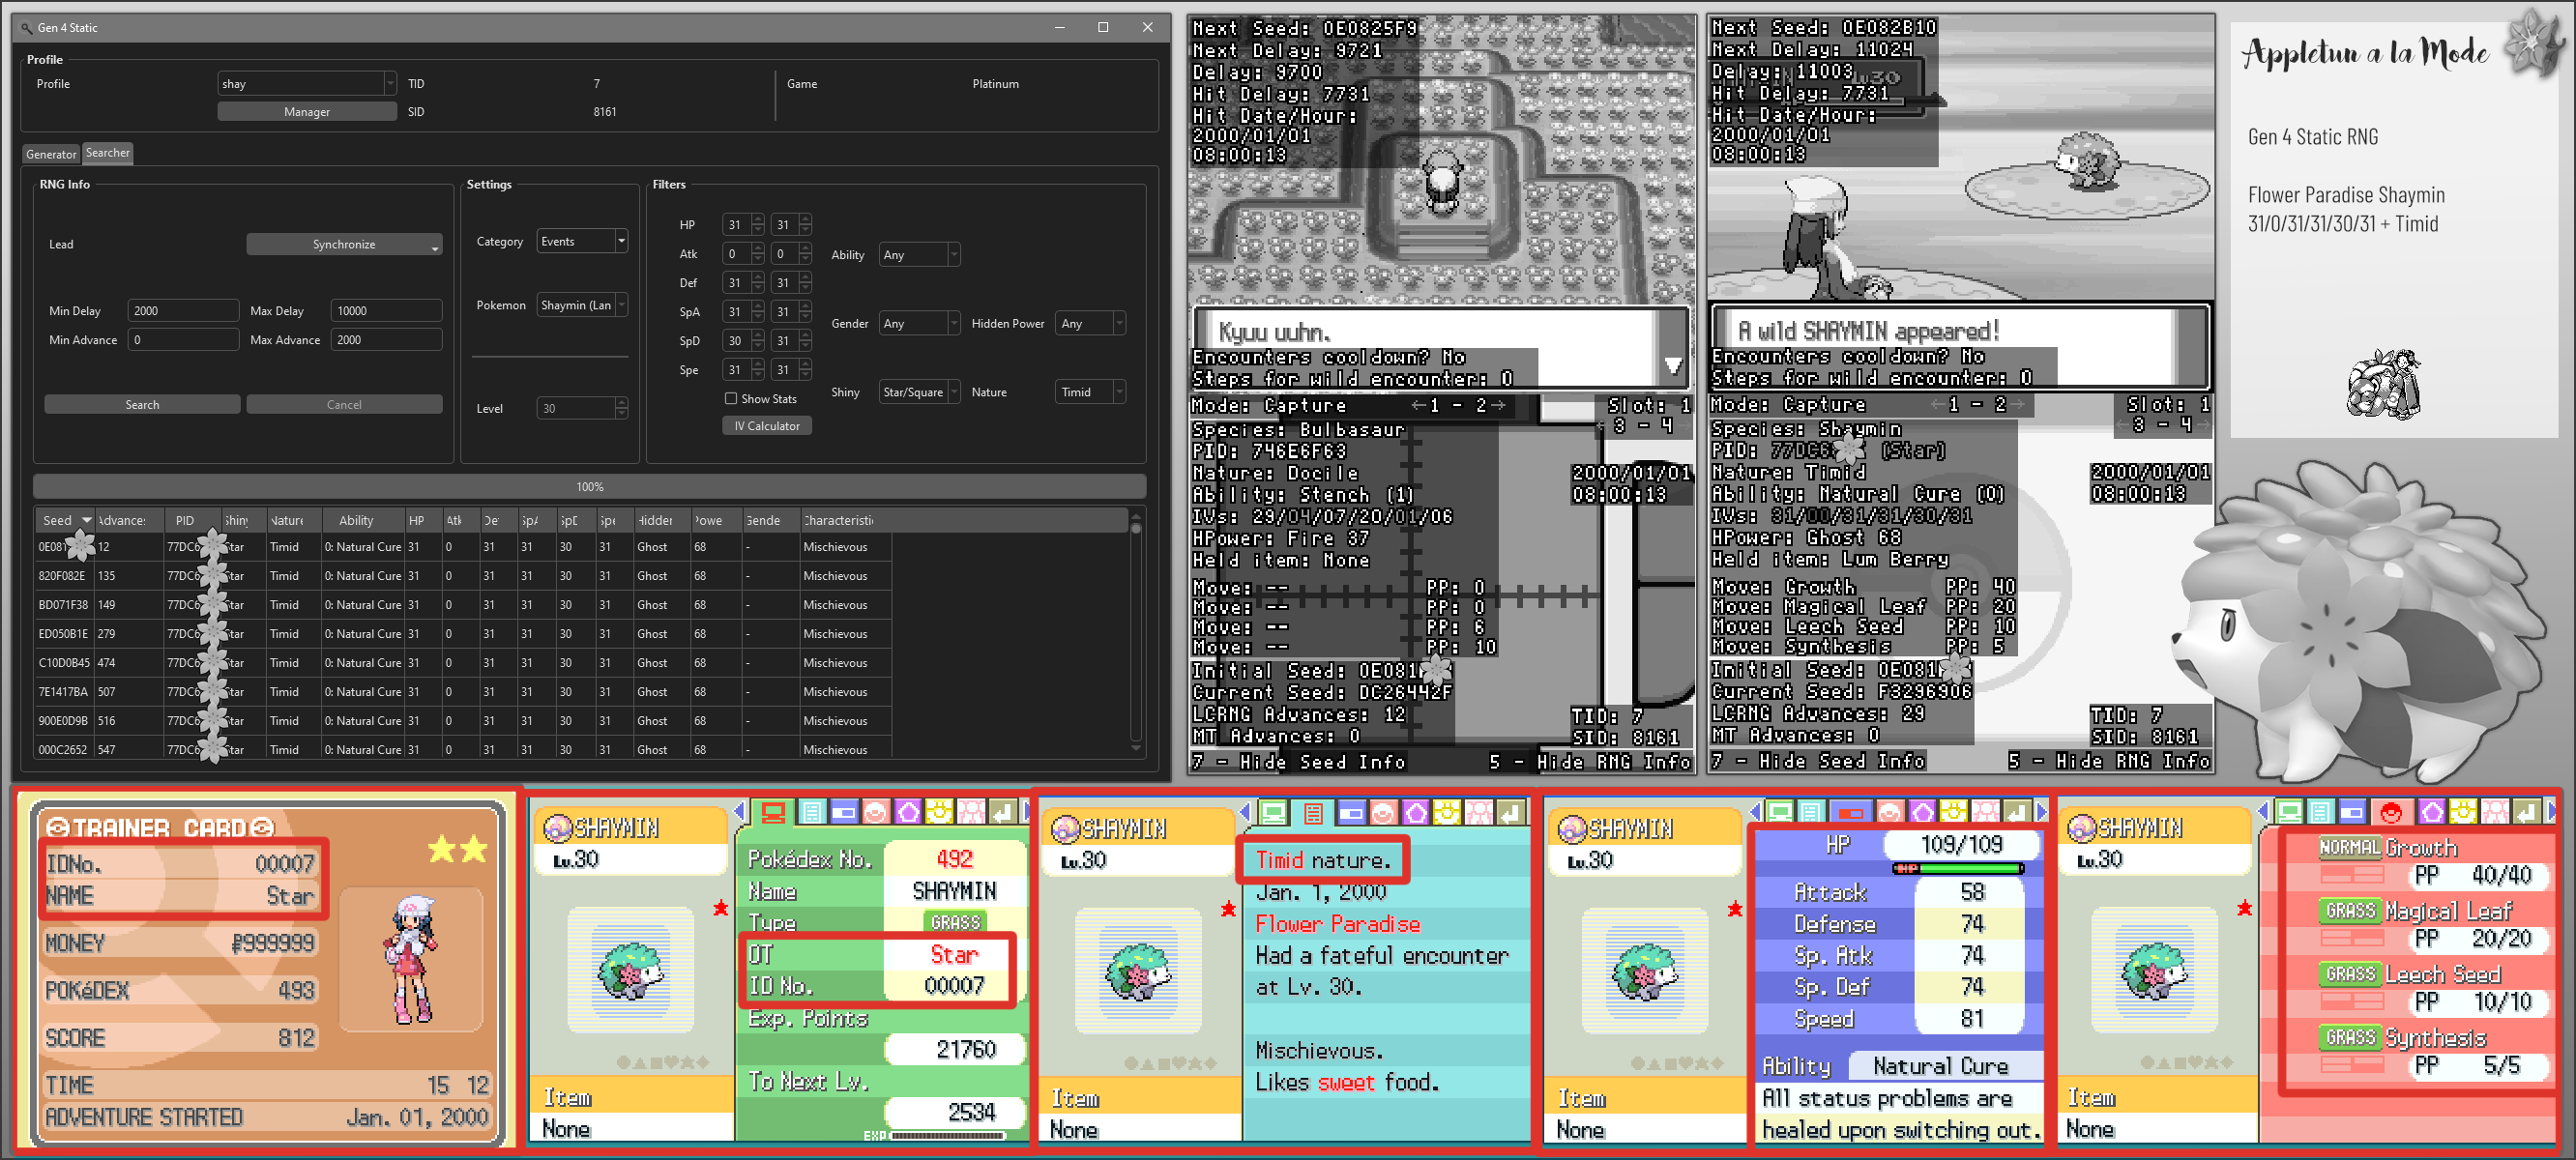 Gen 4 Static
Profile
Profile
shay
TID
7
Game
Platinum
Manager
SID
8161
Generator
Searcher
RNG Info
Lead
Synchronize
Min Delay
2000
Max Delay
10000
Min Advance
0
Max Advance
2000
Search
Cancel
Settings
Category
Events
Pokemon
Shaymin (Lan
Level
30
Filters
HP
31
31
Atk
0
0
Def
31
31
SpA
31
31
SpD
30
31
Spe
31
31
Show Stats
IV Calculator
Ability
Any
Gender
Any
Hidden Power
Any
Shiny
Star/Square
Nature
Timid
100%
Seed Advance: PID Nature Ability HP Hidder Powe
0E081 12 77DC6 Star Timid 0: Natural Cure 31 0 31 31 30 31 Ghost 68 - Mischievous
820F082E 135 77DC6 Star Timid 0: Natural Cure 31 0 31 31 30 31 Ghost 68 - Mischievous
BD071F38 149 77DC6 Star Timid 0: Natural Cure 31 0 31 31 30 31 Ghost 68 - Mischievous
ED050B1E 279 77DC6 Star Timid 0: Natural Cure 31 0 31 31 30 31 Ghost 68 - Mischievous
C10D0B45 474 77DC6 Star Timid 0: Natural Cure 31 0 31 31 30 31 Ghost 68 - Mischievous
7E1417BA 507 77DC6 Star Timid 0: Natural Cure 31 0 31 31 30 31 Ghost 68 - Mischievous
900E0D9B 516 77DC6 Star Timid 0: Natural Cure 31 0 31 31 30 31 Ghost 68 - Mischievous
000C2652 547 77DC6 Star Timid 0: Natural Cure 31 0 31 31 30 31 Ghost 68 - Mischievous
Next Seed: 0E0825F9
Next Delay: 9721
Delay: 9700
Hit Delay: 7731
Hit Date/Hour:
2000/01/01
08:00:13
Kyuu uuhn.
Encounters cooldown? No
Steps for wild encounter: 0
Mode: Capture
←1 - 2→
Slot: 1
←3 - 4→
Species: Bulbasaur
PID: 746E6F63
Nature: Docile
2000/01/01
Ability: Stench (1)
08:00:13
IVs: 29/04/07/20/01/06
HPower: Fire 37
Held item: None
Move: -- PP: 0
Move: -- PP: 0
Move: -- PP: 6
Move: -- PP: 10
Initial Seed: 0E081
Current Seed: DC26442F
LCRNG Advances: 12
TID: 7
MT Advances: 0
SID: 8161
7 - Hide Seed Info
5 - Hide RNG Info
Next Seed: 0E082B10
Next Delay: 11024
Delay: 11003
Lv30
Hit Delay: 7731
Hit Date/Hour:
2000/01/01
08:00:13
A wild SHAYMIN appeared!
Encounters cooldown? No
Steps for wild encounter: 0
Mode: Capture
←1 - 2→
Slot: 1
←3 - 4→
Species: Shaymin
PID: 77DC6 (Star)
Nature: Timid
2000/01/01
Ability: Natural Cure (0)
08:00:13
IVs: 31/00/31/31/30/31
HPower: Ghost 68
Held item: Lum Berry
Move: Growth PP: 40
Move: Magical Leaf PP: 20
Move: Leech Seed PP: 10
Move: Synthesis PP: 5
Initial Seed: 0E081
Current Seed: F3296906
LCRNG Advances: 29
TID: 7
MT Advances: 0
SID: 8161
7 - Hide Seed Info
5 - Hide RNG Info
Appletun a la Mode
Gen 4 Static RNG
Flower Paradise Shaymin
31/0/31/31/30/31 + Timid
TRAINER CARD
IDNo. 00007
NAME Star
MONEY ₽999999
POKéDEX 493
SCORE 812
TIME 15 12
ADVENTURE STARTED Jan. 01, 2000
SHAYMIN
Lv.30
Item
None
Pokédex No. 492
Name SHAYMIN
Type GRASS
OT Star
ID No. 00007
Exp. Points
21760
To Next Lv.
2534
EXP
SHAYMIN
Lv.30
Item
None
Timid nature.
Jan. 1, 2000
Flower Paradise
Had a fateful encounter
at Lv. 30.
Mischievous.
Likes sweet food.
SHAYMIN
Lv.30
Item
None
HP 109/109
HP
Attack 58
Defense 74
Sp. Atk 74
Sp. Def 74
Speed 81
Ability Natural Cure
All status problems are
healed upon switching out.
SHAYMIN
Lv.30
Item
None
NORMAL Growth
PP 40/40
GRASS Magical Leaf
PP 20/20
GRASS Leech Seed
PP 10/10
GRASS Synthesis
PP 5/5